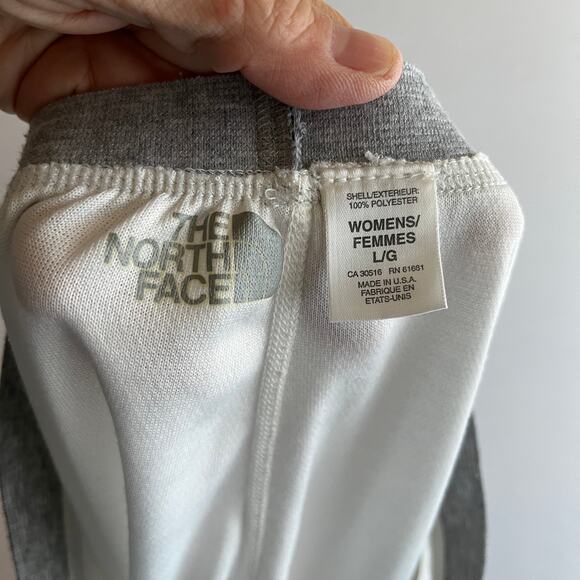 THE
NORTH
FACE
SHELL/EXTERIEUR:
100% POLYESTER
WOMENS/
FEMMES
L/G
CA 30516 RN 61661
MADE IN U.S.A.
FABRIQUE EN
ETATS-UNIS